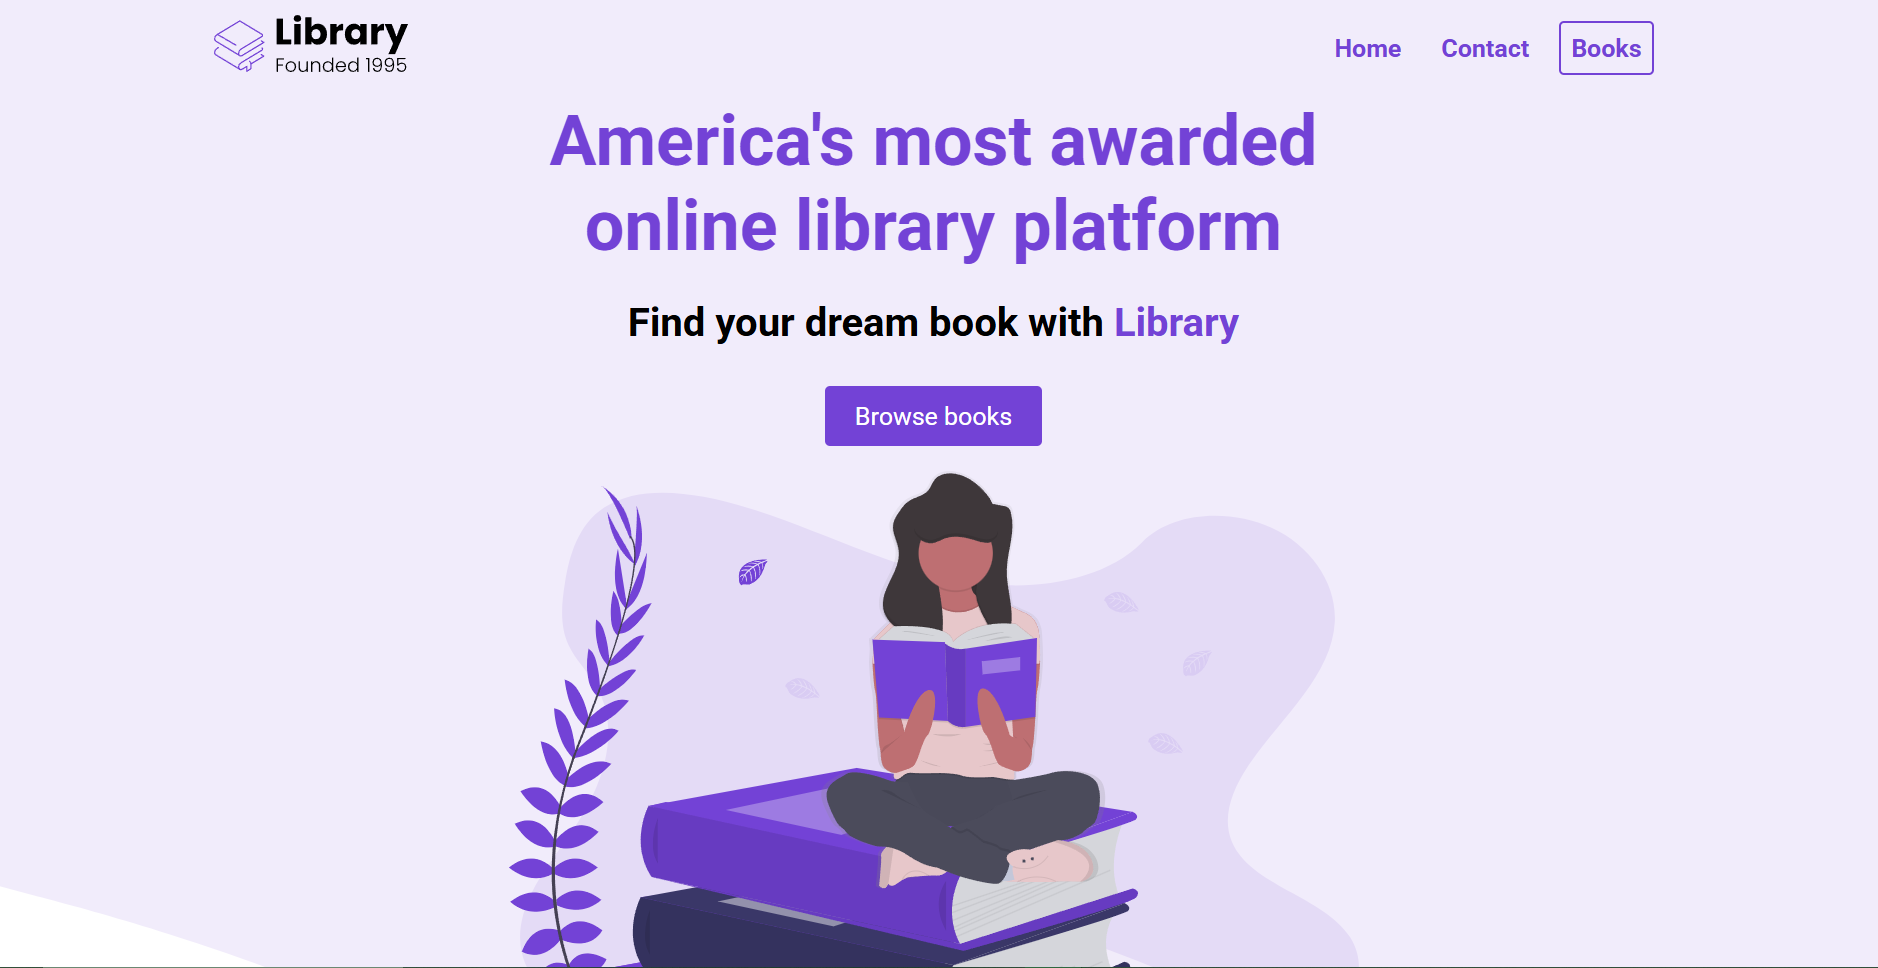 Library
Founded 1995
Home
Contact
Books
America's most awarded
online library platform
Find your dream book with Library
Browse books